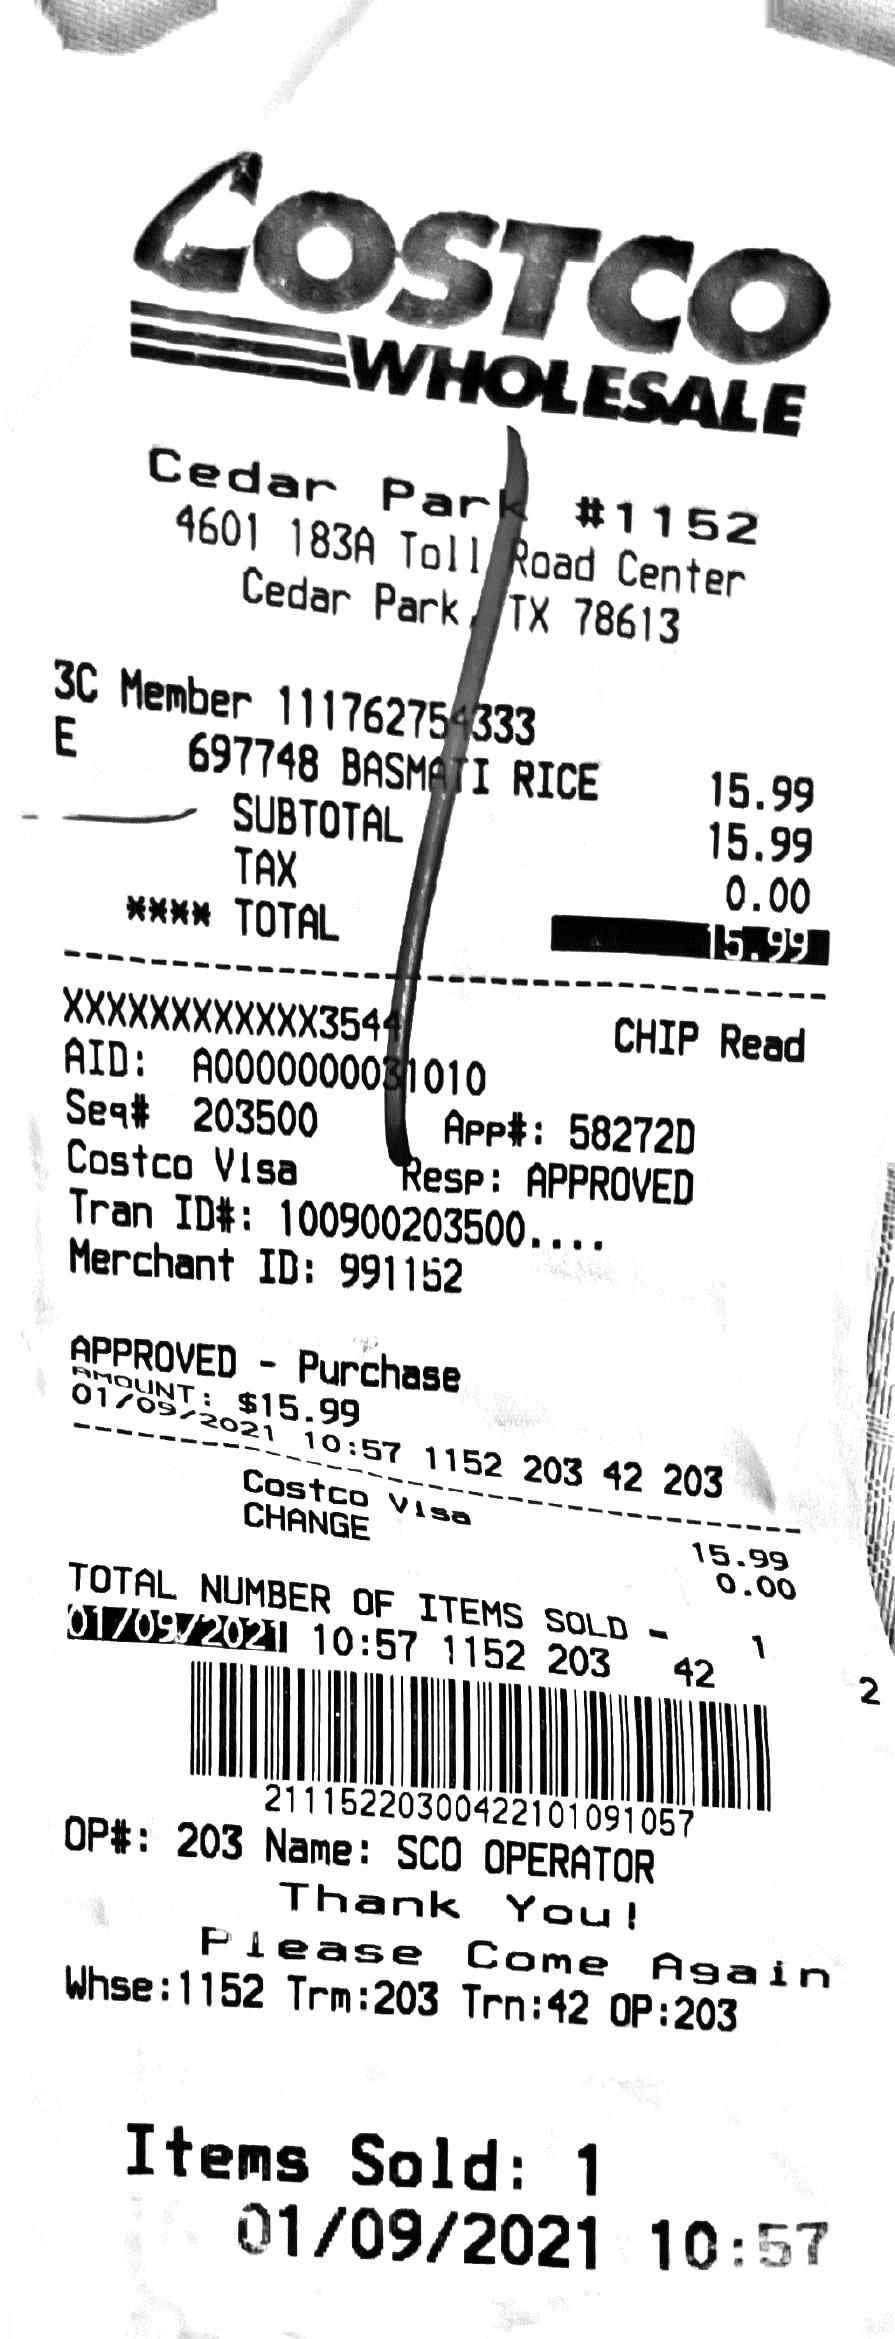 COSTCO
WHOLESALE
Cedar Park #1152
4601 183A Toll Road Center
Cedar Park, TX 78613
3C Member 111762754333
E 697748 BASMATI RICE 15.99
SUBTOTAL 15.99
TAX 0.00
**** TOTAL 15.99
XXXXXXXXXXXX3544 CHIP Read
AID: A0000000031010
Seq# 203500 App#: 58272D
Costco Visa Resp: APPROVED
Tran ID#: 100900203500....
Merchant ID: 991152
APPROVED - Purchase
AMOUNT: $15.99
01/09/2021 10:57 1152 203 42 203
Costco Visa 15.99
CHANGE 0.00
TOTAL NUMBER OF ITEMS SOLD - 1
01/09/2021 10:57 1152 203 42 2
21115220300422101091057
OP#: 203 Name: SCO OPERATOR
Thank You!
Please Come Again
Whse:1152 Trm:203 Trn:42 OP:203
Items Sold: 1
01/09/2021 10:57